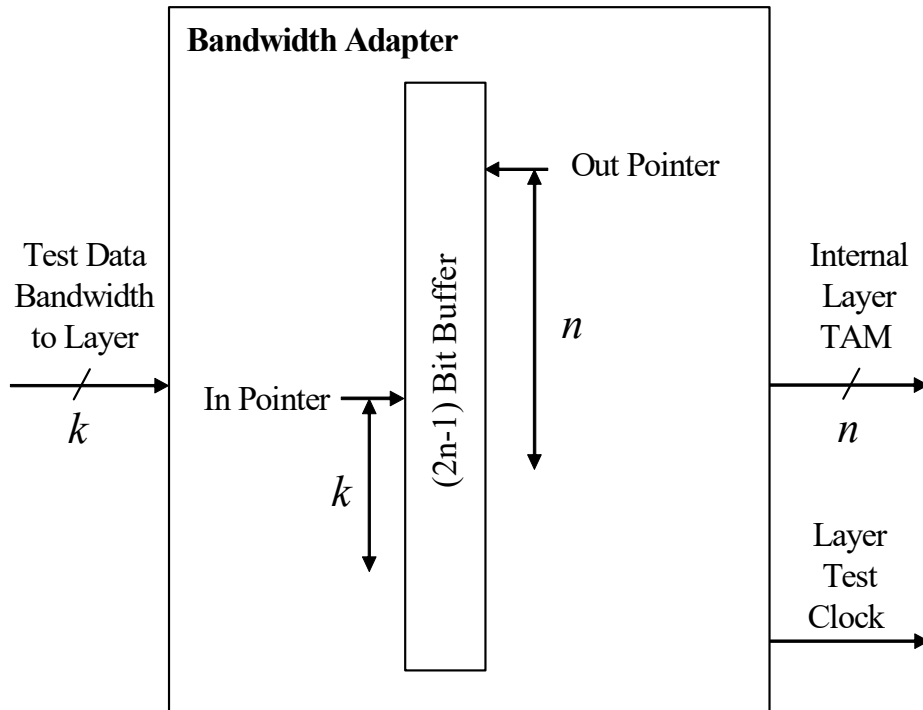 Bandwidth Adapter
Out Pointer
Test Data
Bandwidth
to Layer
k
In Pointer
k
(2n-1) Bit Buffer
n
Internal
Layer
TAM
n
Layer
Test
Clock